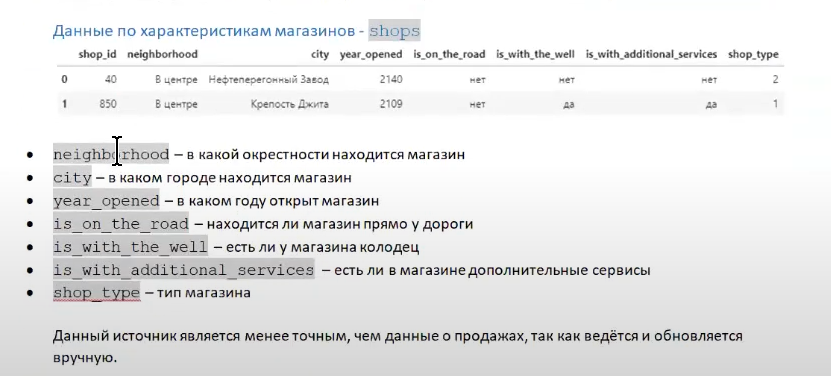 Данные по характеристикам магазинов - shops
shop_id neighborhood city year_opened is_on_the_road is_with_the_well is_with_additional_services shop_type
0 40 В центре Нефтеперегонный Завод 2140 нет нет нет 2
1 850 В центре Крепость Джита 2109 нет да да 1
• neighborhood – в какой окрестности находится магазин
• city – в каком городе находится магазин
• year_opened – в каком году открыт магазин
• is_on_the_road – находится ли магазин прямо у дороги
• is_with_the_well – есть ли у магазина колодец
• is_with_additional_services – есть ли в магазине дополнительные сервисы
• shop_type – тип магазина
Данный источник является менее точным, чем данные о продажах, так как ведётся и обновляется
вручную.